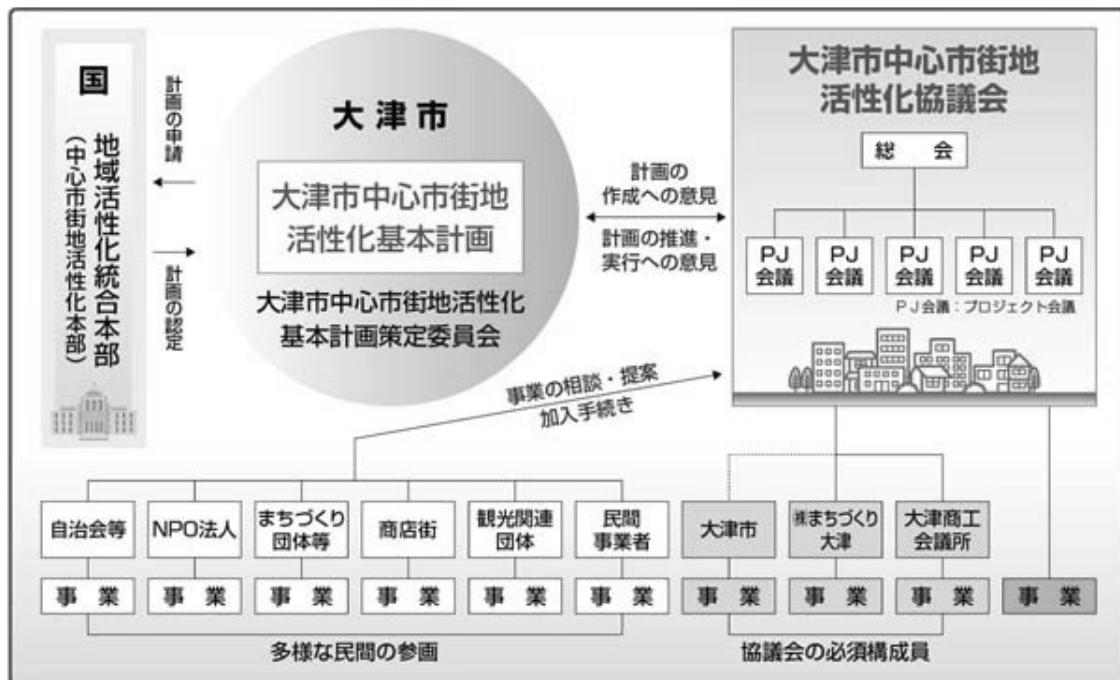 国
地域活性化統合本部
（中心市街地活性化本部）
計画の申請
計画の認定
大津市
大津市中心市街地
活性化基本計画
大津市中心市街地活性化
基本計画策定委員会
計画の
作成への意見
計画の推進・
実行への意見
大津市中心市街地
活性化協議会
総　会
PJ
会議
PJ
会議
PJ
会議
PJ
会議
PJ
会議
PJ会議：プロジェクト会議
事業の相談・提案
加入手続き
自治会等
NPO法人
まちづくり
団体等
商店街
観光関連
団体
民間
事業者
大津市
㈱まちづくり
大津
大津商工
会議所
事　業
事　業
事　業
事　業
事　業
事　業
事　業
事　業
事　業
事　業
多様な民間の参画
協議会の必須構成員